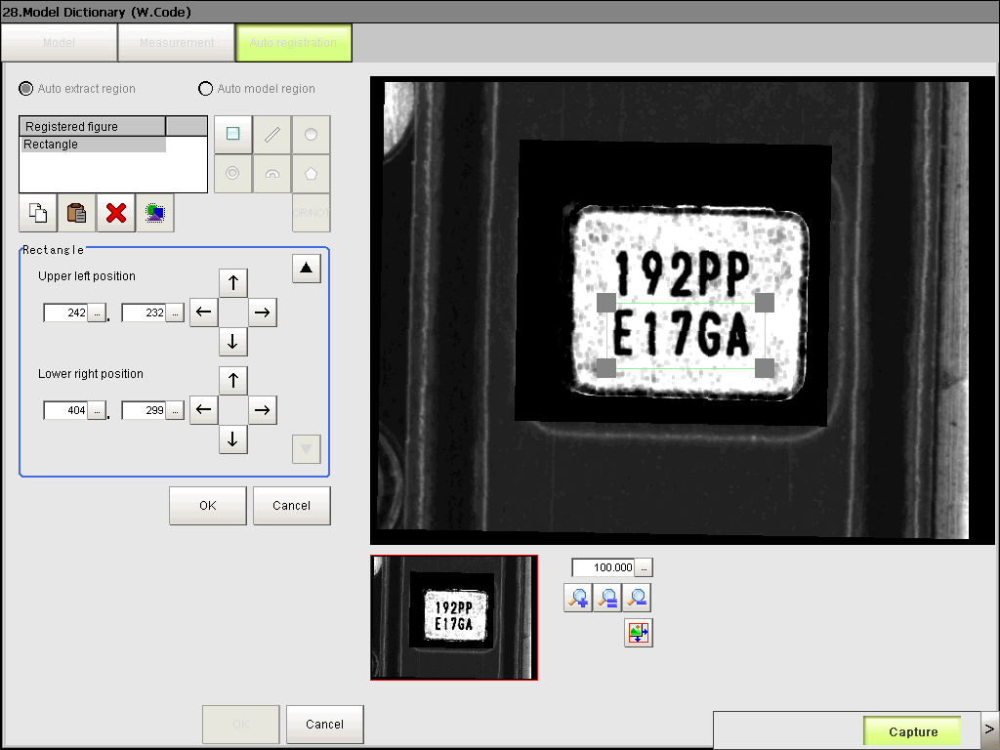 28.Model Dictionary (W.Code)
Model
Measurement
Auto registration
Auto extract region
Auto model region
Registered figure
Rectangle
OR/NOT
Rectangle
Upper left position
242 ... , 232 ...
Lower right position
404 ... , 299 ...
OK
Cancel
192PP
E17GA
192PP
E17GA
100.000 ...
OK
Cancel
Capture
>